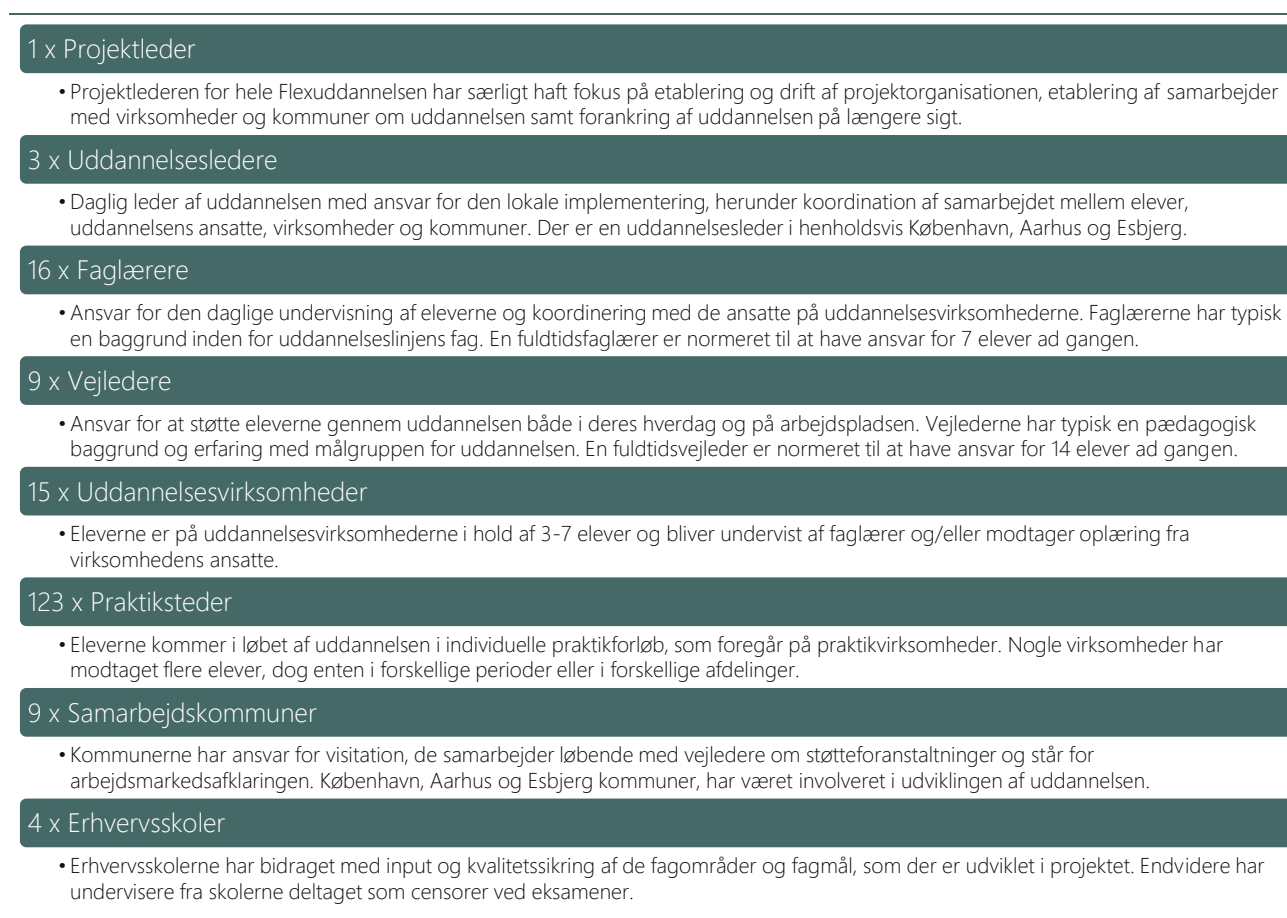 1 x Projektleder
• Projektlederen for hele Flexuddannelsen har særligt haft fokus på etablering og drift af projektorganisationen, etablering af samarbejder
med virksomheder og kommuner om uddannelsen samt forankring af uddannelsen på længere sigt.
3 x Uddannelsesledere
• Daglig leder af uddannelsen med ansvar for den lokale implementering, herunder koordination af samarbejdet mellem elever,
uddannelsens ansatte, virksomheder og kommuner. Der er en uddannelsesleder i henholdsvis København, Aarhus og Esbjerg.
16 x Faglærere
• Ansvar for den daglige undervisning af eleverne og koordinering med de ansatte på uddannelsesvirksomhederne. Faglærerne har typisk
en baggrund inden for uddannelseslinjens fag. En fuldtidsfaglærer er normeret til at have ansvar for 7 elever ad gangen.
9 x Vejledere
• Ansvar for at støtte eleverne gennem uddannelsen både i deres hverdag og på arbejdspladsen. Vejlederne har typisk en pædagogisk
baggrund og erfaring med målgruppen for uddannelsen. En fuldtidsvejleder er normeret til at have ansvar for 14 elever ad gangen.
15 x Uddannelsesvirksomheder
• Eleverne er på uddannelsesvirksomhederne i hold af 3-7 elever og bliver undervist af faglærer og/eller modtager oplæring fra
virksomhedens ansatte.
123 x Praktiksteder
• Eleverne kommer i løbet af uddannelsen i individuelle praktikforløb, som foregår på praktikvirksomheder. Nogle virksomheder har
modtaget flere elever, dog enten i forskellige perioder eller i forskellige afdelinger.
9 x Samarbejdskommuner
• Kommunerne har ansvar for visitation, de samarbejder løbende med vejledere om støtteforanstaltninger og står for
arbejdsmarkedsafklaringen. København, Aarhus og Esbjerg kommuner, har været involveret i udviklingen af uddannelsen.
4 x Erhvervsskoler
• Erhvervsskolerne har bidraget med input og kvalitetssikring af de fagområder og fagmål, som der er udviklet i projektet. Endvidere har
undervisere fra skolerne deltaget som censorer ved eksamener.